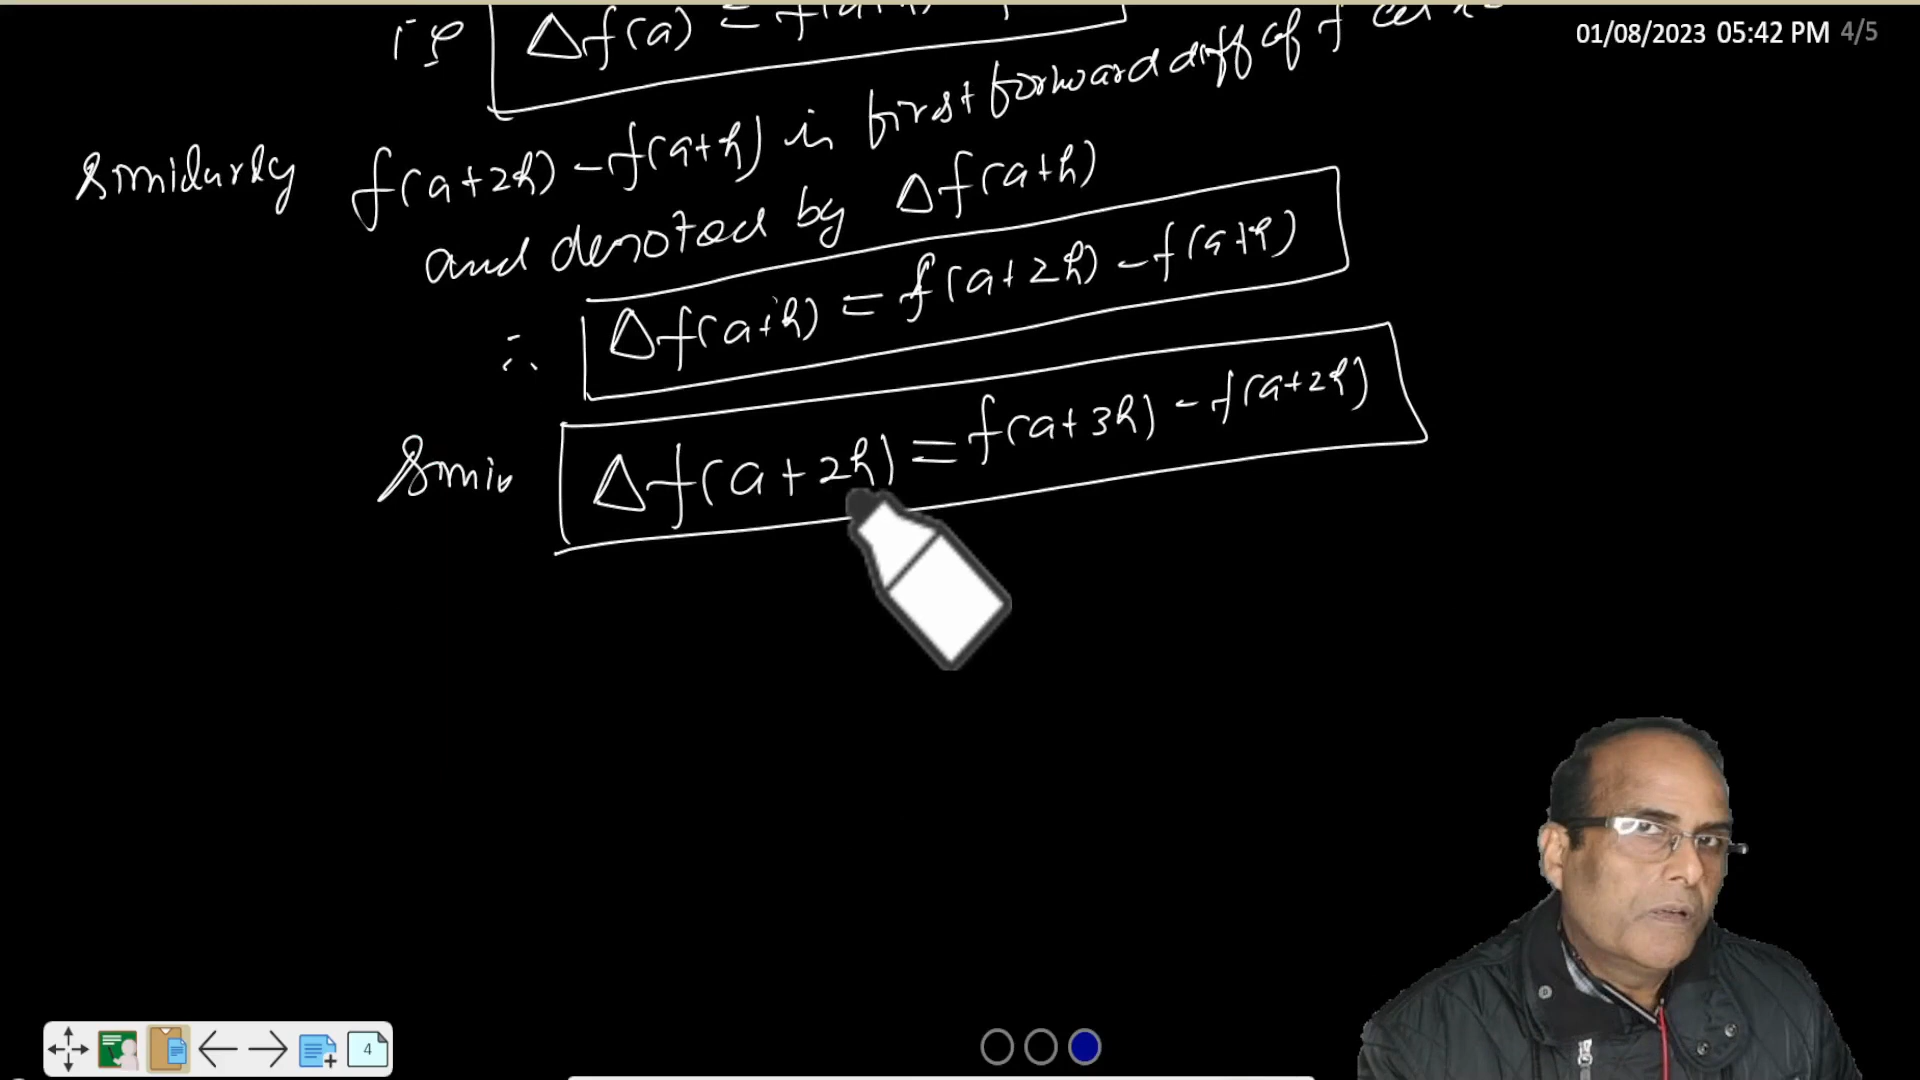 01/08/2023 05:42 PM 4/5
Δf(a) =
Similarly f(a+2h) - f(a+h) is first forward diff of f
and denoted by Δf(a+h)
∴ Δf(a+h) = f(a+2h) - f(a+h)
Δf(a+2h) = f(a+3h) - f(a+2h)
4